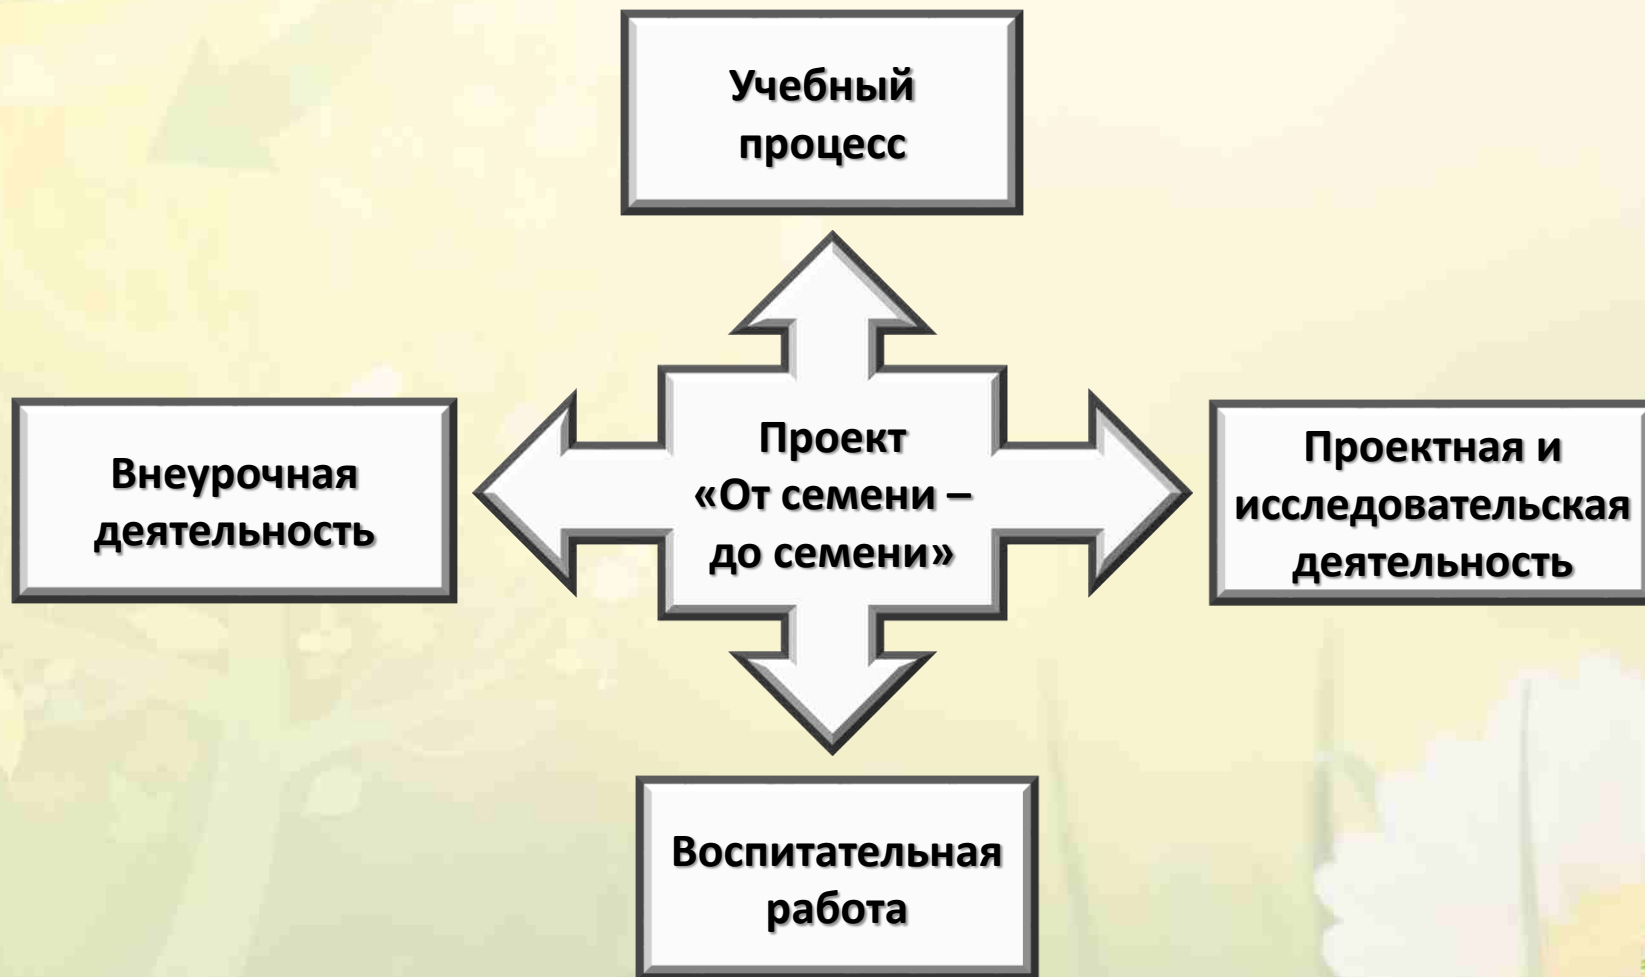 Учебный
процесс
Внеурочная
деятельность
Проект
«От семени –
до семени»
Проектная и
исследовательская
деятельность
Воспитательная
работа